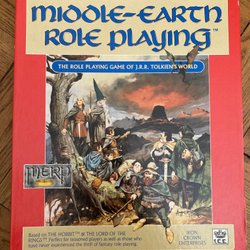 MIDDLE-EARTH
ROLE PLAYING™
THE ROLE PLAYING GAME OF J.R.R. TOLKIEN'S WORLD
MERP
Based on THE HOBBIT™ & THE LORD OF THE
RINGS™. Perfect for seasoned players as well as those who
have never experienced the thrill of fantasy role playing.
IRON
CROWN
ENTERPRISES
I.C.E.